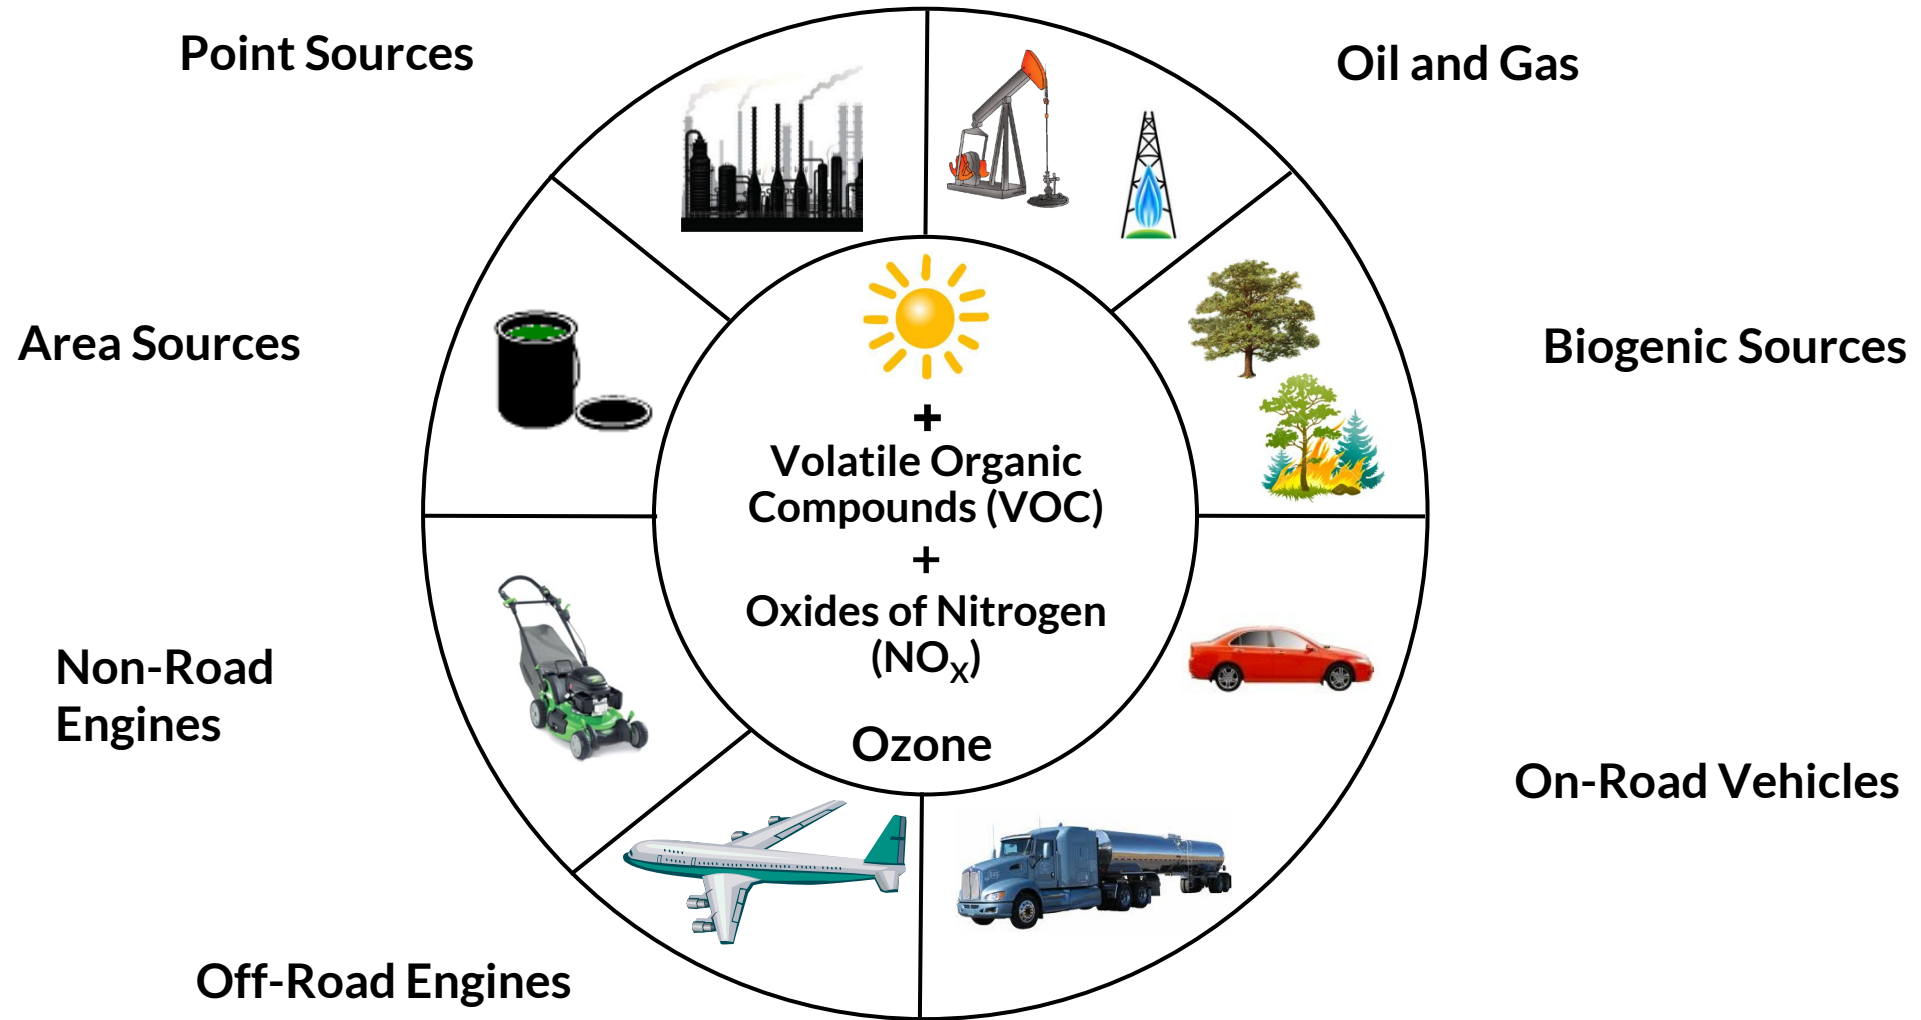 Point Sources
Oil and Gas
Area Sources
Biogenic Sources
+
Volatile Organic
Compounds (VOC)
+
Oxides of Nitrogen
(NOX)
Ozone
Non-Road
Engines
On-Road Vehicles
Off-Road Engines